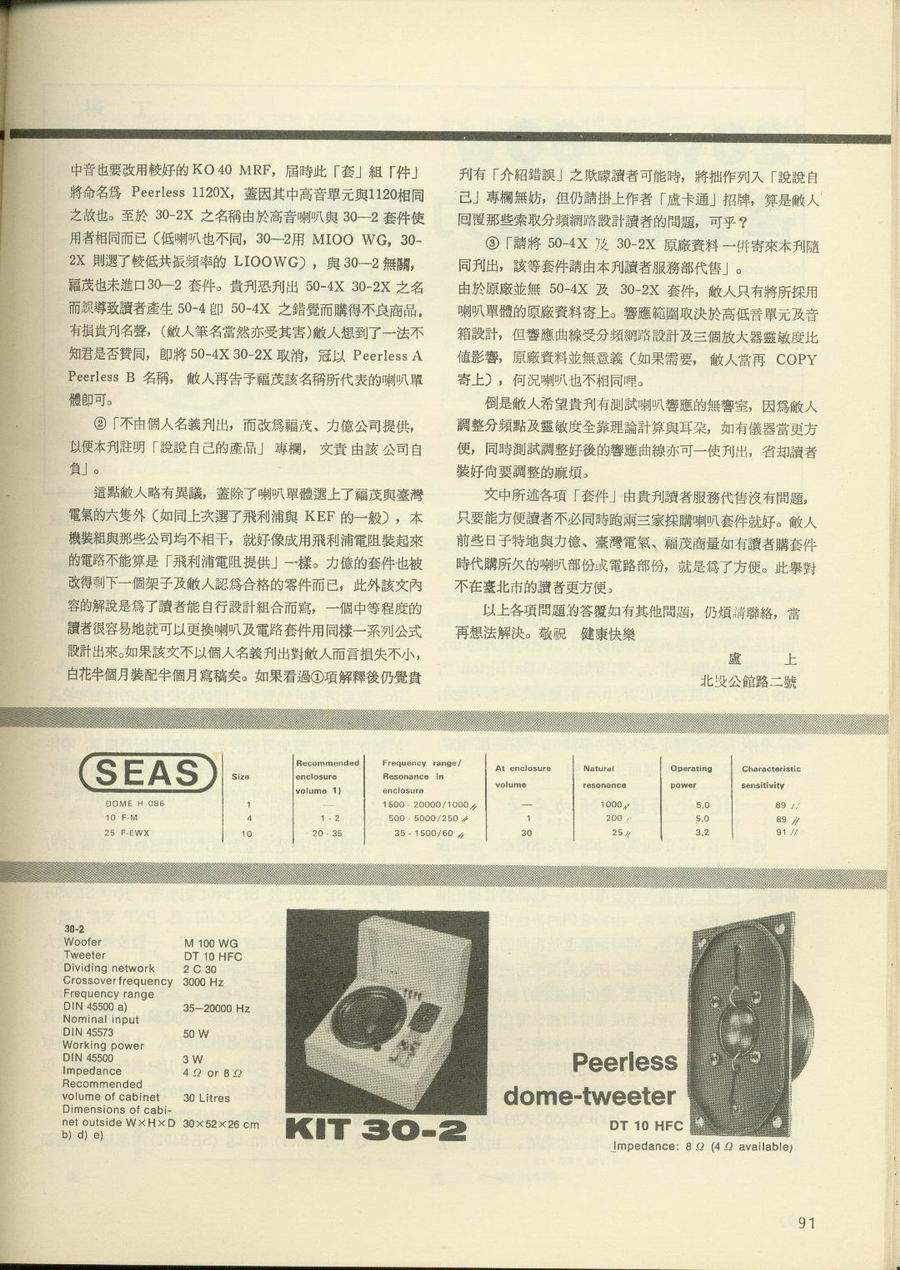 中音也要改用較好的 KO 40 MRF，屆時此「套」組「件」
將命名爲 Peerless 1120X，蓋因其中高音單元與1120相同
之故也。至於 30-2X 之名稱由於高音喇叭與 30—2 套件使
用者相同而已（低喇叭也不同，30—2用 MIOO WG，30-
2X 則選了較低共振頻率的 LIOOWG），與30—2無關，
福茂也未進口30—2 套件。貴刊恐刋出 50-4X 30-2X 之名
而誤導致讀者產生 50-4 卽 50-4X 之錯覺而購得不良商品，
有損貴刋名聲，（敝人筆名當然亦受其害）敝人想到了一法不
知君是否贊同，卽將 50-4X 30-2X 取消，冠以 Peerless A
Peerless B 名稱， 敝人再告予福茂該名稱所代表的喇叭單
體卽可。
②「不由個人名義刋出，而改爲福茂、力億公司提供，
以便本刋註明「說說自己的產品」 專欄， 文責 由該 公司自
負」。
這點敝人略有異議，蓋除了喇叭單體選上了福茂與臺灣
電氣的六隻外（如同上次選了飛利浦與 KEF 的一般），本
機裝組與那些公司均不相干，就好像成用飛利浦電阻裝起來
的電路不能算是「飛利浦電阻提供」一樣。力億的套件也被
改得剩下一個架子及敝人認爲合格的零件而已，此外該文內
容的解說是爲了讀者能自行設計組合而寫，一個中等程度的
讀者很容易地就可以更換喇叭及電路套件用同樣一系列公式
設計出來。如果該文不以個人名義刋出對敝人而言損失不小，
白花半個月裝配半個月寫稿矣。如果看過①項解釋後仍覺貴
刋有「介紹錯誤」之欺矇讀者可能時，將拙作列入「說說自
己」專欄無妨，但仍請掛上作者「盧卡通」招牌，算是敝人
回覆那些索取分頻網路設計讀者的問題，可乎？
③「請將 50-4X 及 30-2X 原廠資料一併寄來本刋隨
同刋出，該等套件請由本刋讀者服務部代售」。
由於原廠並無 50-4X 及 30-2X 套件，敝人只有將所採用
喇叭單體的原廠資料寄上。響應範圍取決於高低音單元及音
箱設計，但響應曲線受分頻網路設計及三個放大器靈敏度比
値影響，原廠資料並無意義（如果需要， 敝人當再 COPY
寄上），何況喇叭也不相同哩。
倒是敝人希望貴刋有測試喇叭響應的無響室，因爲敝人
調整分頻點及靈敏度全靠理論計算與耳朶，如有儀器當更方
便，同時測試調整好後的響應曲線亦可一使刋出，省却讀者
裝好尙要調整的麻煩。
文中所述各項「套件」由貴刋讀者服務代售沒有問題，
只要能方便讀者不必同時跑兩三家採購喇叭套件就好。敝人
前些日子特地與力億、臺灣電氣、福茂商量如有讀者購套件
時代購所欠的喇叭部份或電路部份，就是爲了方便。此舉對
不在臺北市的讀者更方便。
以上各項問題的答覆如有其他問題，仍煩請聯絡，當
再想法解決。敬祝 健康快樂
盧 上
北投公館路二號
SEAS
Size
Recommended enclosure volume 1)
Frequency range/ Resonance in enclosure
At enclosure volume
Natural resonance
Operating power
Characteristic sensitivity
DOME H 086 1 — 1500 - 20000/1000〃 — 1000〃 5,0 89 〃
10 F-M 4 1 - 2 500 - 5000/250 〃 1 200 〃 5,0 89 〃
25 F-EWX 10 20 - 35 35 - 1500/60 〃 30 25〃 3,2 91 〃
30-2
Woofer M 100 WG
Tweeter DT 10 HFC
Dividing network 2 C 30
Crossover frequency 3000 Hz
Frequency range
DIN 45500 a) 35—20000 Hz
Nominal input
DIN 45573 50 W
Working power
DIN 45500 3 W
Impedance 4 Ω or 8 Ω
Recommended
volume of cabinet 30 Litres
Dimensions of cabi-
net outside W×H×D 30×52×26 cm
b) d) e)
KIT 30-2
Peerless
dome-tweeter
DT 10 HFC
Impedance: 8 Ω (4 Ω available)
91